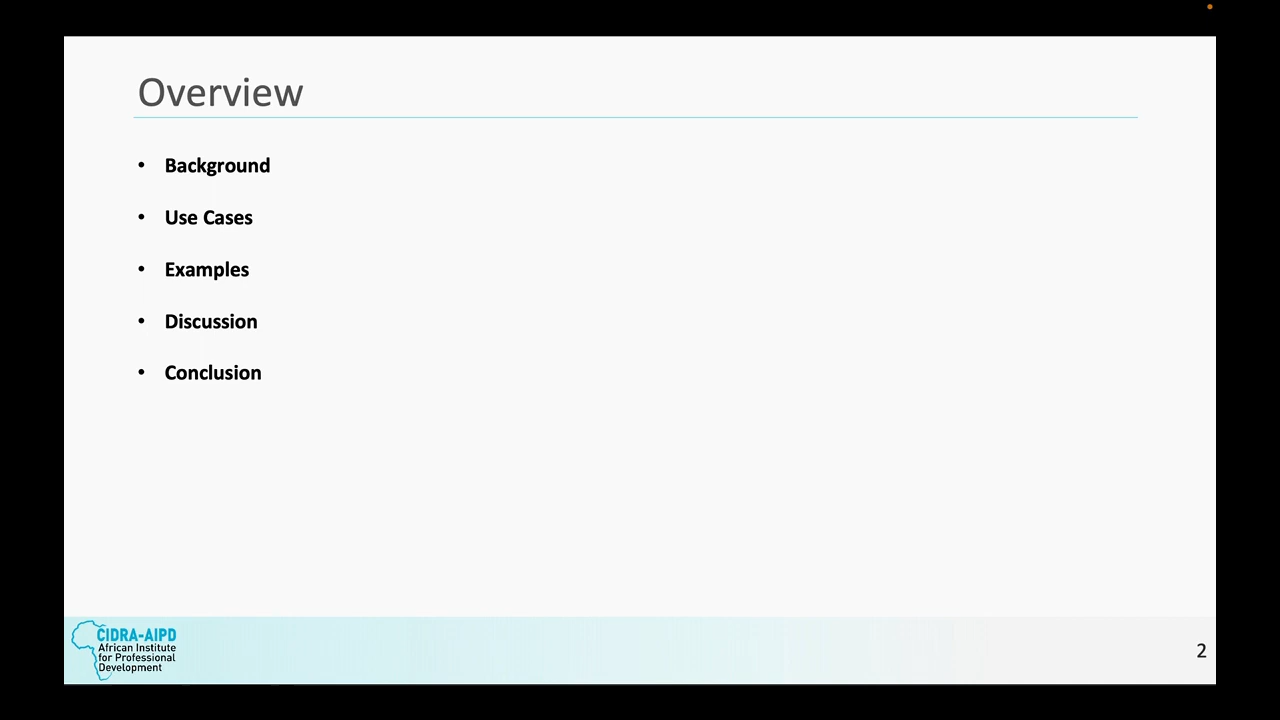 Overview
• Background
• Use Cases
• Examples
• Discussion
• Conclusion
CIDRA-AIPD
African Institute
for Professional
Development
2